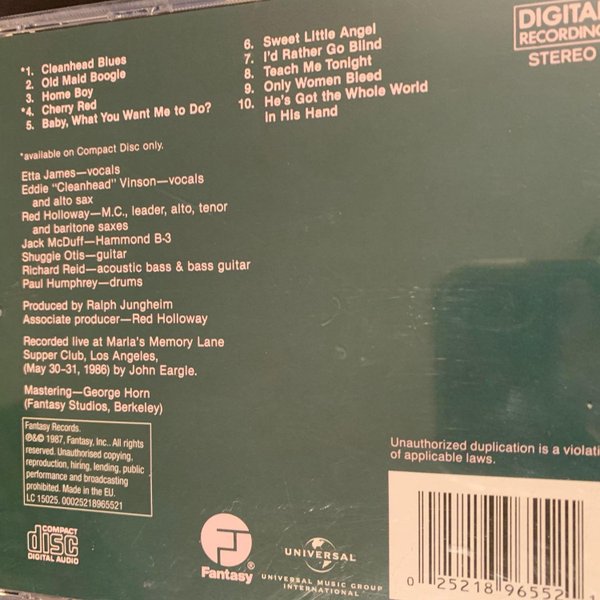 *1. Cleanhead Blues
2. Old Maid Boogie
3. Home Boy
*4. Cherry Red
5. Baby, What You Want Me to Do?
6. Sweet Little Angel
7. I'd Rather Go Blind
8. Teach Me Tonight
9. Only Women Bleed
10. He's Got the Whole World
In His Hand
DIGITAL
RECORDING
STEREO
*available on Compact Disc only.
Etta James—vocals
Eddie "Cleanhead" Vinson—vocals
and alto sax
Red Holloway—M.C., leader, alto, tenor
and baritone saxes
Jack McDuff—Hammond B-3
Shuggie Otis—guitar
Richard Reid—acoustic bass & bass guitar
Paul Humphrey—drums
Produced by Ralph Jungheim
Associate producer—Red Holloway
Recorded live at Marla's Memory Lane
Supper Club, Los Angeles,
(May 30-31, 1986) by John Eargle.
Mastering—George Horn
(Fantasy Studios, Berkeley)
Fantasy Records.
℗&© 1987, Fantasy, Inc.. All rights
reserved. Unauthorised copying,
reproduction, hiring, lending, public
performance and broadcasting
prohibited. Made in the EU.
LC 15025. 00025218965521
Unauthorized duplication is a violati
of applicable laws.
COMPACT
disc
DIGITAL AUDIO
F
Fantasy®
UNIVERSAL
UNIVERSAL MUSIC GROUP
INTERNATIONAL
0 25218 96552 1